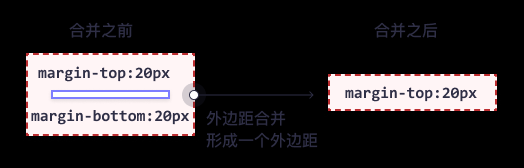 合并之前
合并之后
margin-top:20px
margin-bottom:20px
margin-top:20px
外边距合并
形成一个外边距